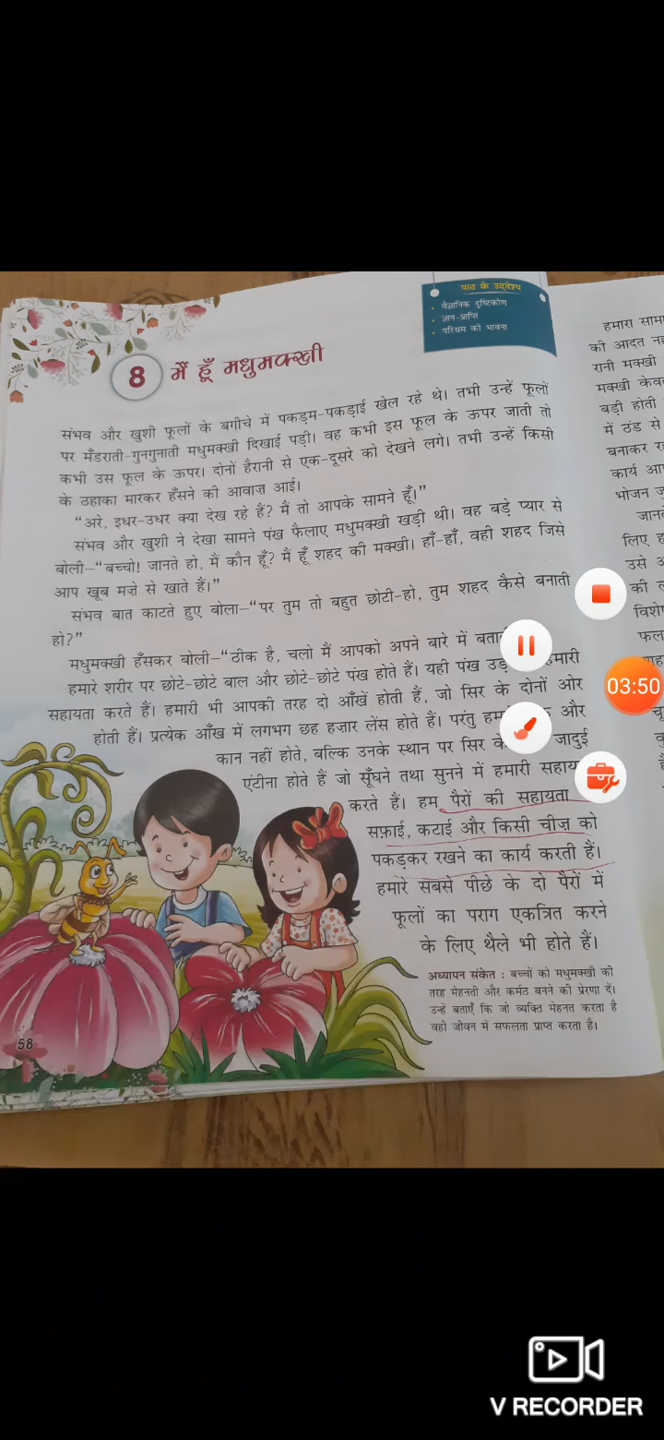 पाठ के उद्देश्य
• वैज्ञानिक दृष्टिकोण
• ज्ञान-प्राप्ति
• परिश्रम की भावना
8 मैं हूँ मधुमक्खी
संभव और खुशी फूलों के बगीचे में पकड़म-पकड़ाई खेल रहे थे। तभी उन्हें फूलों
पर मँडराती-गुनगुनाती मधुमक्खी दिखाई पड़ी। वह कभी इस फूल के ऊपर जाती तो
कभी उस फूल के ऊपर। दोनों हैरानी से एक-दूसरे को देखने लगे। तभी उन्हें किसी
के ठहाका मारकर हँसने की आवाज़ आई।
“अरे, इधर-उधर क्या देख रहे हैं? मैं तो आपके सामने हूँ।”
संभव और खुशी ने देखा सामने पंख फैलाए मधुमक्खी खड़ी थी। वह बड़े प्यार से
बोली–“बच्चो! जानते हो, मैं कौन हूँ? मैं हूँ शहद की मक्खी। हाँ-हाँ, वही शहद जिसे
आप खूब मज़े से खाते हैं।”
संभव बात काटते हुए बोला–“पर तुम तो बहुत छोटी-हो, तुम शहद कैसे बनाती
हो?”
मधुमक्खी हँसकर बोली–“ठीक है, चलो मैं आपको अपने बारे में
हमारे शरीर पर छोटे-छोटे बाल और छोटे-छोटे पंख होते हैं। यही पंख हमारी
सहायता करते हैं। हमारी भी आपकी तरह दो आँखें होती हैं, जो सिर के दोनों ओर
होती हैं। प्रत्येक आँख में लगभग छह हज़ार लेंस होते हैं। परंतु और
कान नहीं होते, बल्कि उनके स्थान पर सिर जादुई
एंटीना होते हैं जो सूँघने तथा सुनने में हमारी
करते हैं। हम पैरों की सहायता
सफ़ाई, कटाई और किसी चीज़ को
पकड़कर रखने का कार्य करती हैं।
हमारे सबसे पीछे के दो पैरों में
फूलों का पराग एकत्रित करने
के लिए थैले भी होते हैं।
अध्यापन संकेत : बच्चों को मधुमक्खी की
तरह मेहनती और कर्मठ बनने की प्रेरणा दें।
उन्हें बताएँ कि जो व्यक्ति मेहनत करता है
वही जीवन में सफलता प्राप्त करता है।
58
हमारा
की आदत
रानी मक्खी
मक्खी
बड़ी होती
में ठंड से
बनाकर
कार्य
भोजन
लिए
उसे
की
03:50
V RECORDER